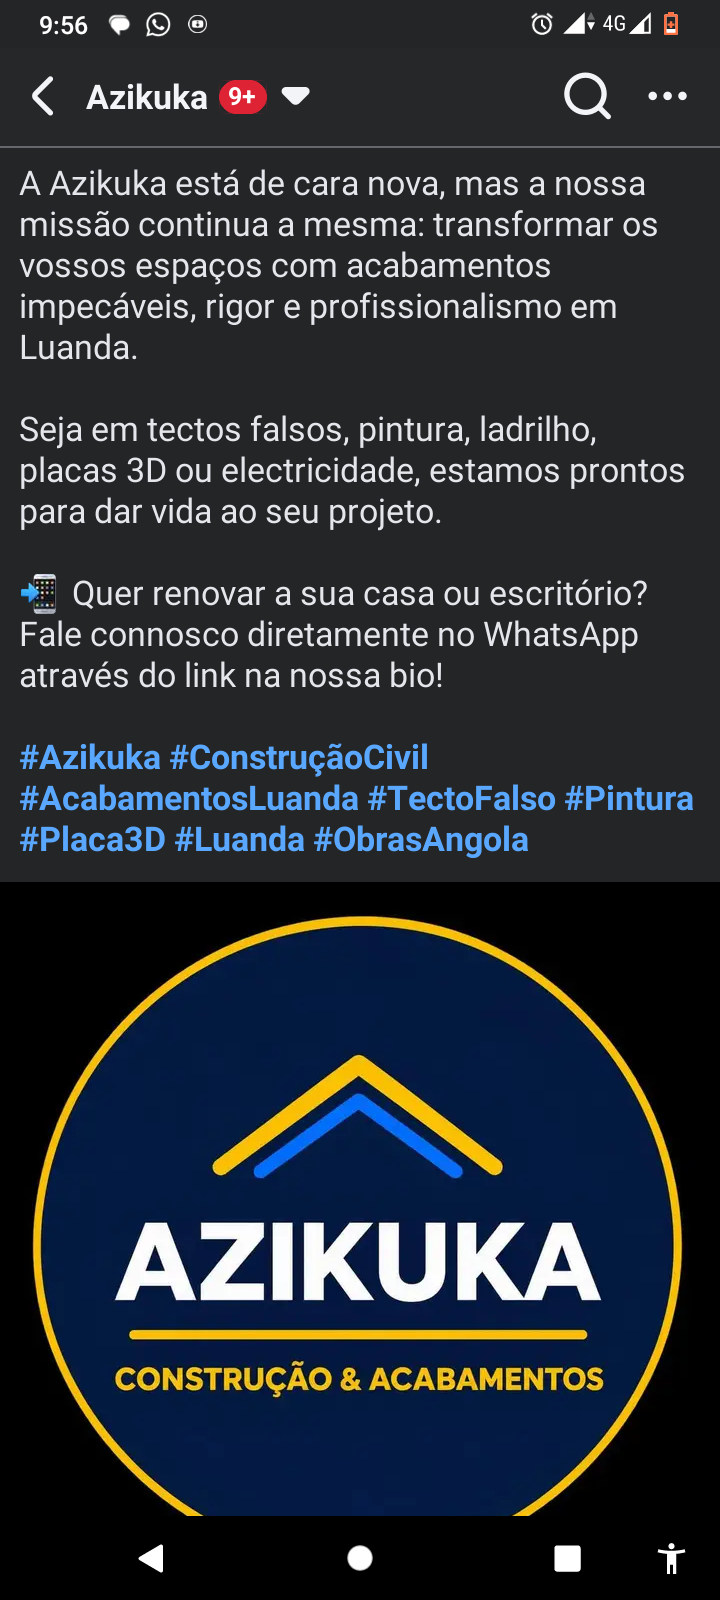 9:56
4G
Azikuka 9+
A Azikuka está de cara nova, mas a nossa
missão continua a mesma: transformar os
vossos espaços com acabamentos
impecáveis, rigor e profissionalismo em
Luanda.
Seja em tectos falsos, pintura, ladrilho,
placas 3D ou electricidade, estamos prontos
para dar vida ao seu projeto.
📲 Quer renovar a sua casa ou escritório?
Fale connosco diretamente no WhatsApp
através do link na nossa bio!
#Azikuka #ConstruçãoCivil
#AcabamentosLuanda #TectoFalso #Pintura
#Placa3D #Luanda #ObrasAngola
AZIKUKA
CONSTRUÇÃO & ACABAMENTOS